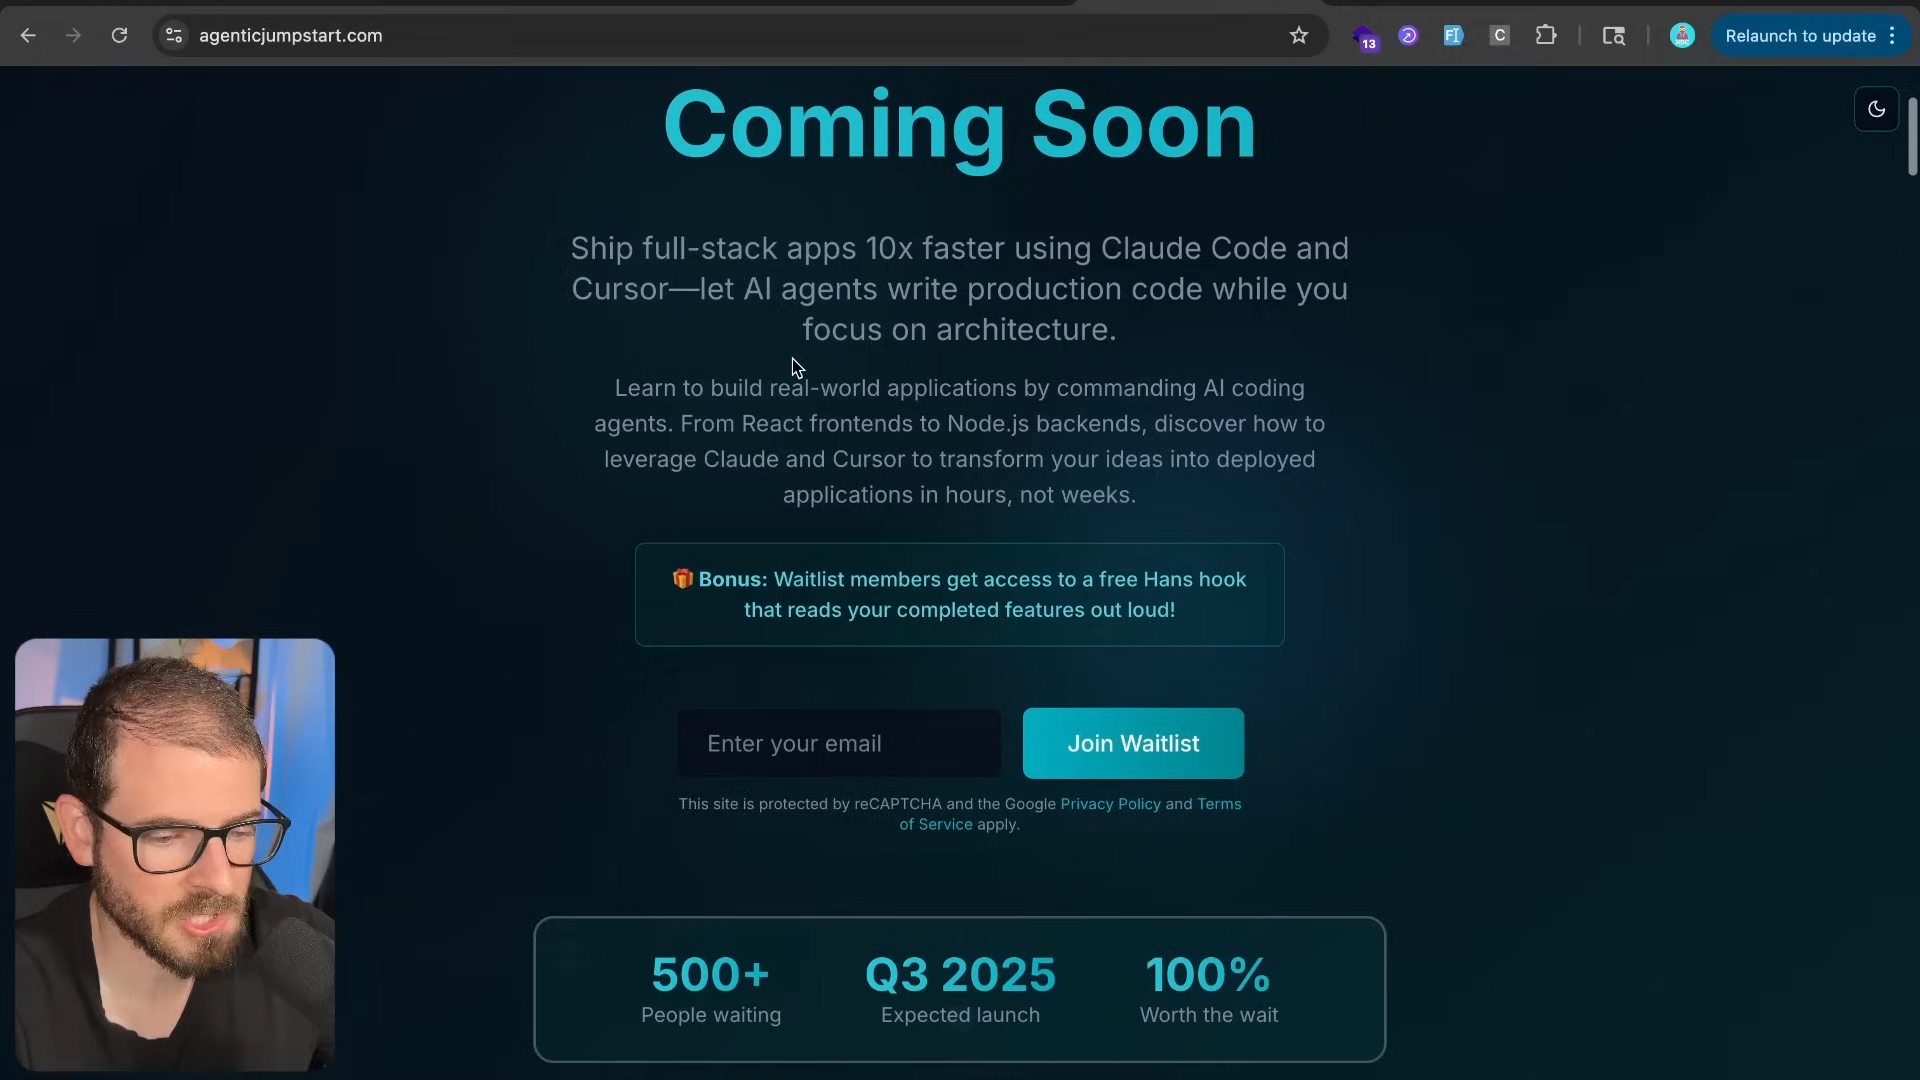 agenticjumpstart.com
13
C
Relaunch to update
Coming Soon
Ship full-stack apps 10x faster using Claude Code and
Cursor—let AI agents write production code while you
focus on architecture.
Learn to build real-world applications by commanding AI coding
agents. From React frontends to Node.js backends, discover how to
leverage Claude and Cursor to transform your ideas into deployed
applications in hours, not weeks.
🎁 Bonus: Waitlist members get access to a free Hans hook
that reads your completed features out loud!
Enter your email
Join Waitlist
This site is protected by reCAPTCHA and the Google Privacy Policy and Terms
of Service apply.
500+
Q3 2025
100%
People waiting
Expected launch
Worth the wait